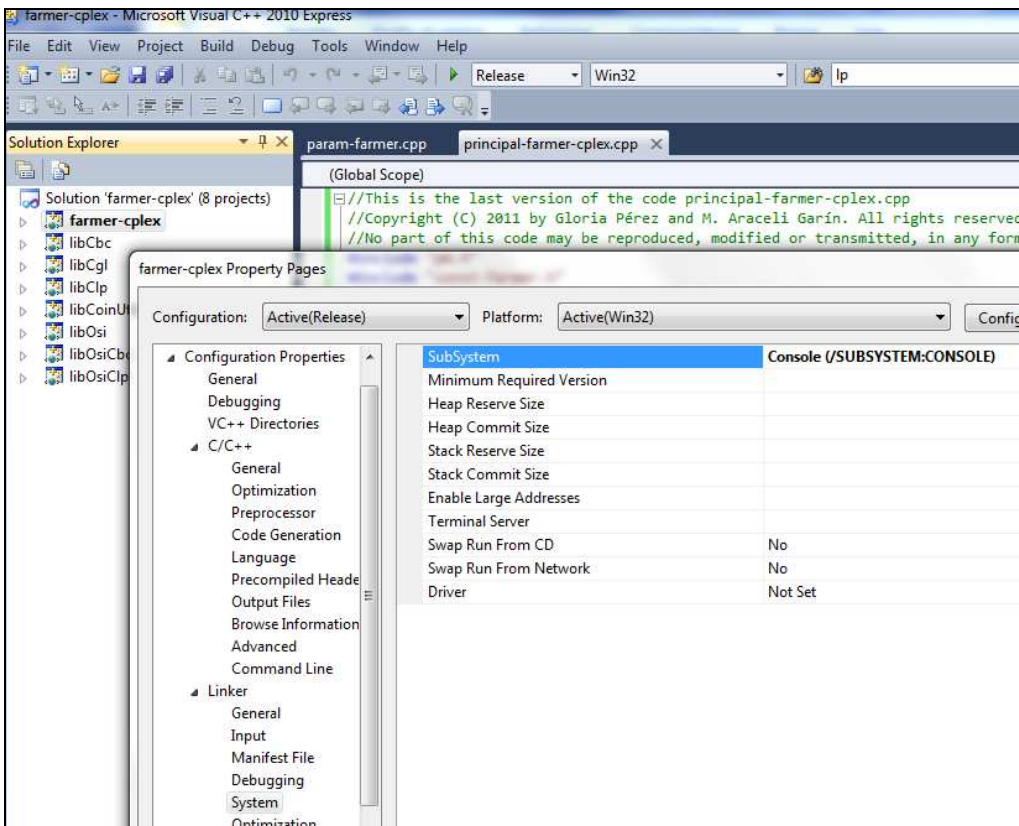 farmer-cplex - Microsoft Visual C++ 2010 Express
File Edit View Project Build Debug Tools Window Help
Release Win32 lp
Solution Explorer
param-farmer.cpp principal-farmer-cplex.cpp
(Global Scope)
Solution 'farmer-cplex' (8 projects)
farmer-cplex
libCbc
libCgl
libClp
libCoinUt
libOsi
libOsiCbc
libOsiClp
//This is the last version of the code principal-farmer-cplex.cpp
//Copyright (C) 2011 by Gloria Pérez and M. Araceli Garín. All rights reserved
//No part of this code may be reproduced, modified or transmitted, in any form
farmer-cplex Property Pages
Configuration: Active(Release) Platform: Active(Win32) Config
Configuration Properties
General
Debugging
VC++ Directories
C/C++
General
Optimization
Preprocessor
Code Generation
Language
Precompiled Heade
Output Files
Browse Information
Advanced
Command Line
Linker
General
Input
Manifest File
Debugging
System
Optimization
SubSystem Console (/SUBSYSTEM:CONSOLE)
Minimum Required Version
Heap Reserve Size
Heap Commit Size
Stack Reserve Size
Stack Commit Size
Enable Large Addresses
Terminal Server
Swap Run From CD No
Swap Run From Network No
Driver Not Set